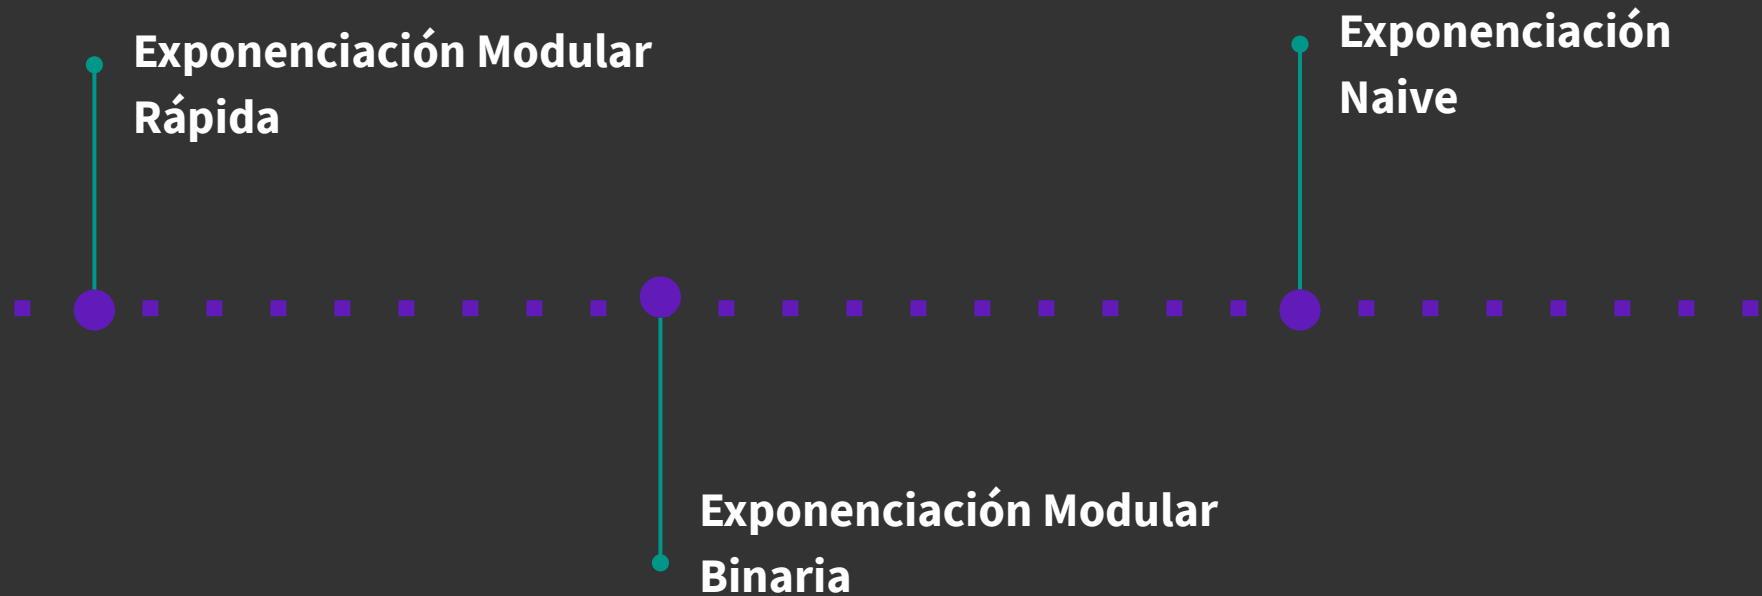 Exponenciación Modular
Rápida
Exponenciación Modular
Binaria
Exponenciación
Naive